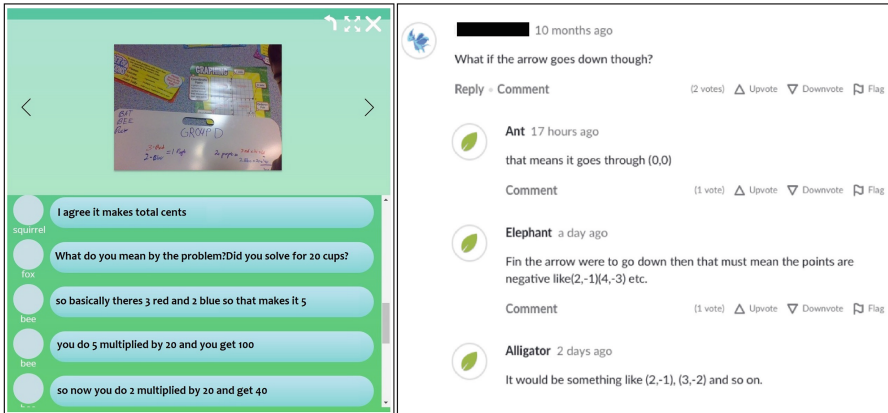 GROUP D
I agree it makes total cents
squirrel
What do you mean by the problem?Did you solve for 20 cups?
fox
so basically theres 3 red and 2 blue so that makes it 5
bee
you do 5 multiplied by 20 and you get 100
bee
so now you do 2 multiplied by 20 and get 40
10 months ago
What if the arrow goes down though?
Reply • Comment (2 votes) Upvote Downvote Flag
Ant 17 hours ago
that means it goes through (0,0)
Comment (1 vote) Upvote Downvote Flag
Elephant a day ago
Fin the arrow were to go down then that must mean the points are
negative like(2,-1)(4,-3) etc.
Comment (1 vote) Upvote Downvote Flag
Alligator 2 days ago
It would be something like (2,-1), (3,-2) and so on.